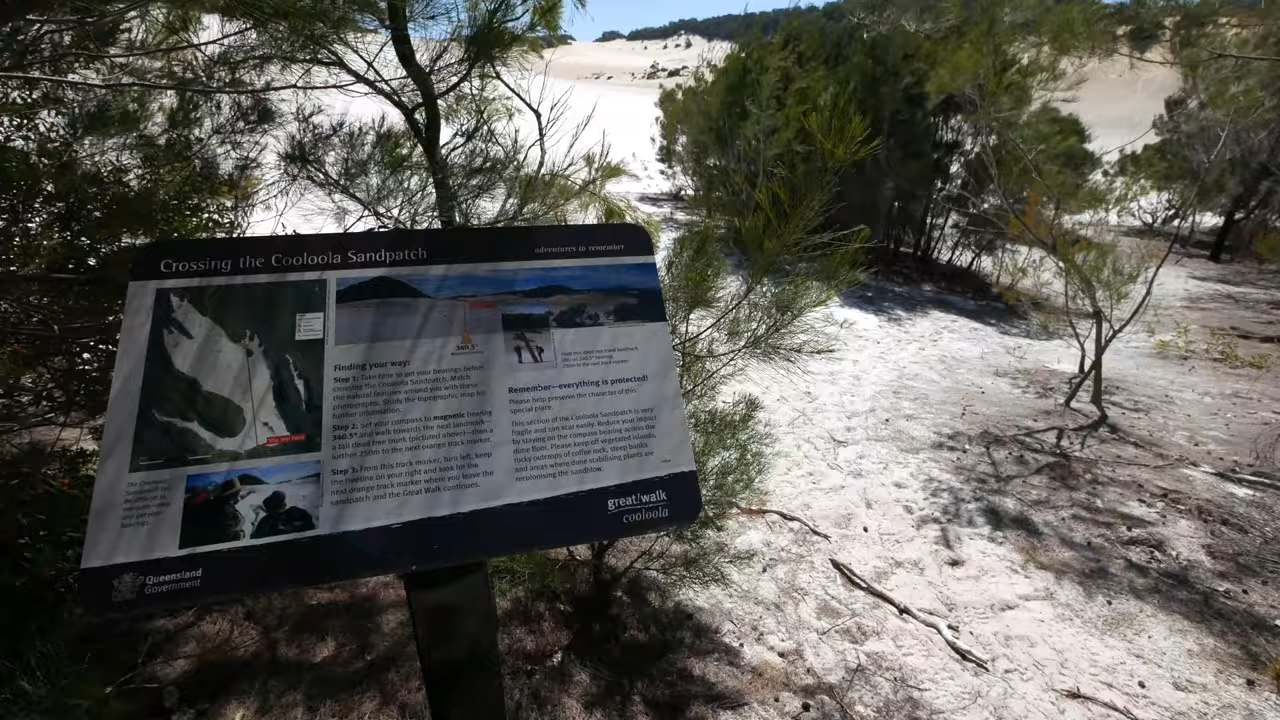 Crossing the Cooloola Sandpatch
adventures to remember
340.5°
Finding your way:
Step 1: Take time to get your bearings before
crossing the Cooloola Sandpatch. Match
the natural features around you with these
photographs. Study the topographic map for
further information.
Step 2: Set your compass to magnetic bearing
340.5° and walk towards the next landmark—
a tall dead tree trunk (pictured above)—then a
further 250m to the next orange track marker.
Step 3: From this track marker, turn left, keep
the treeline on your right and look for the
next orange track marker where you leave the
sandpatch and the Great Walk continues.
Remember—everything is protected!
Please help preserve the character of this
special place.
This section of the Cooloola Sandpatch is very
fragile and can scar easily. Reduce your impact
by staying on the compass bearing across the
dune floor. Please keep off vegetated islands,
rocky outcrops of coffee rock, steep banks
and areas where dune stabilising plants are
recolonising the sandblow.
You are here
The Cooloola
Sandpatch
great!walk
cooloola
Queensland
Government